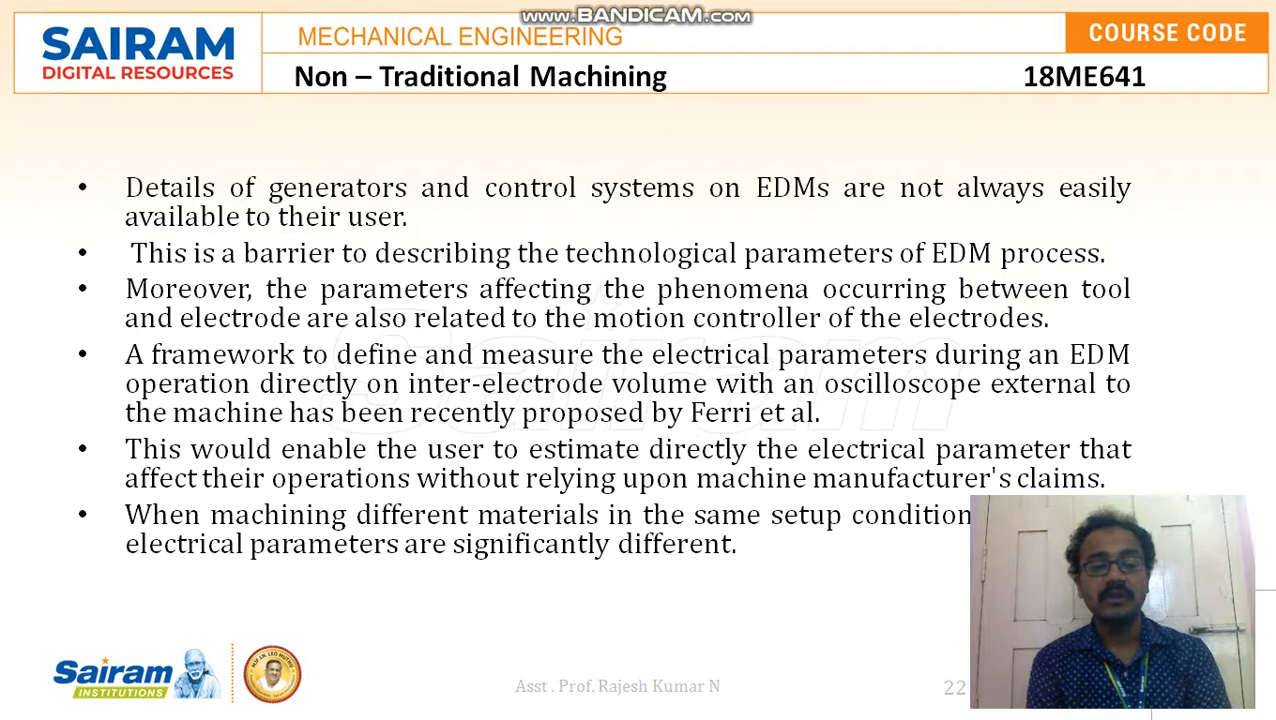 www.BANDICAM.com
SAIRAM
DIGITAL RESOURCES
MECHANICAL ENGINEERING
COURSE CODE
Non – Traditional Machining
18ME641
• Details of generators and control systems on EDMs are not always easily
available to their user.
• This is a barrier to describing the technological parameters of EDM process.
• Moreover, the parameters affecting the phenomena occurring between tool
and electrode are also related to the motion controller of the electrodes.
• A framework to define and measure the electrical parameters during an EDM
operation directly on inter-electrode volume with an oscilloscope external to
the machine has been recently proposed by Ferri et al.
• This would enable the user to estimate directly the electrical parameter that
affect their operations without relying upon machine manufacturer's claims.
• When machining different materials in the same setup condition
electrical parameters are significantly different.
Sairam
Sairam
INSTITUTIONS
MJF. LN. LEO MUTHU
Asst . Prof. Rajesh Kumar N
22